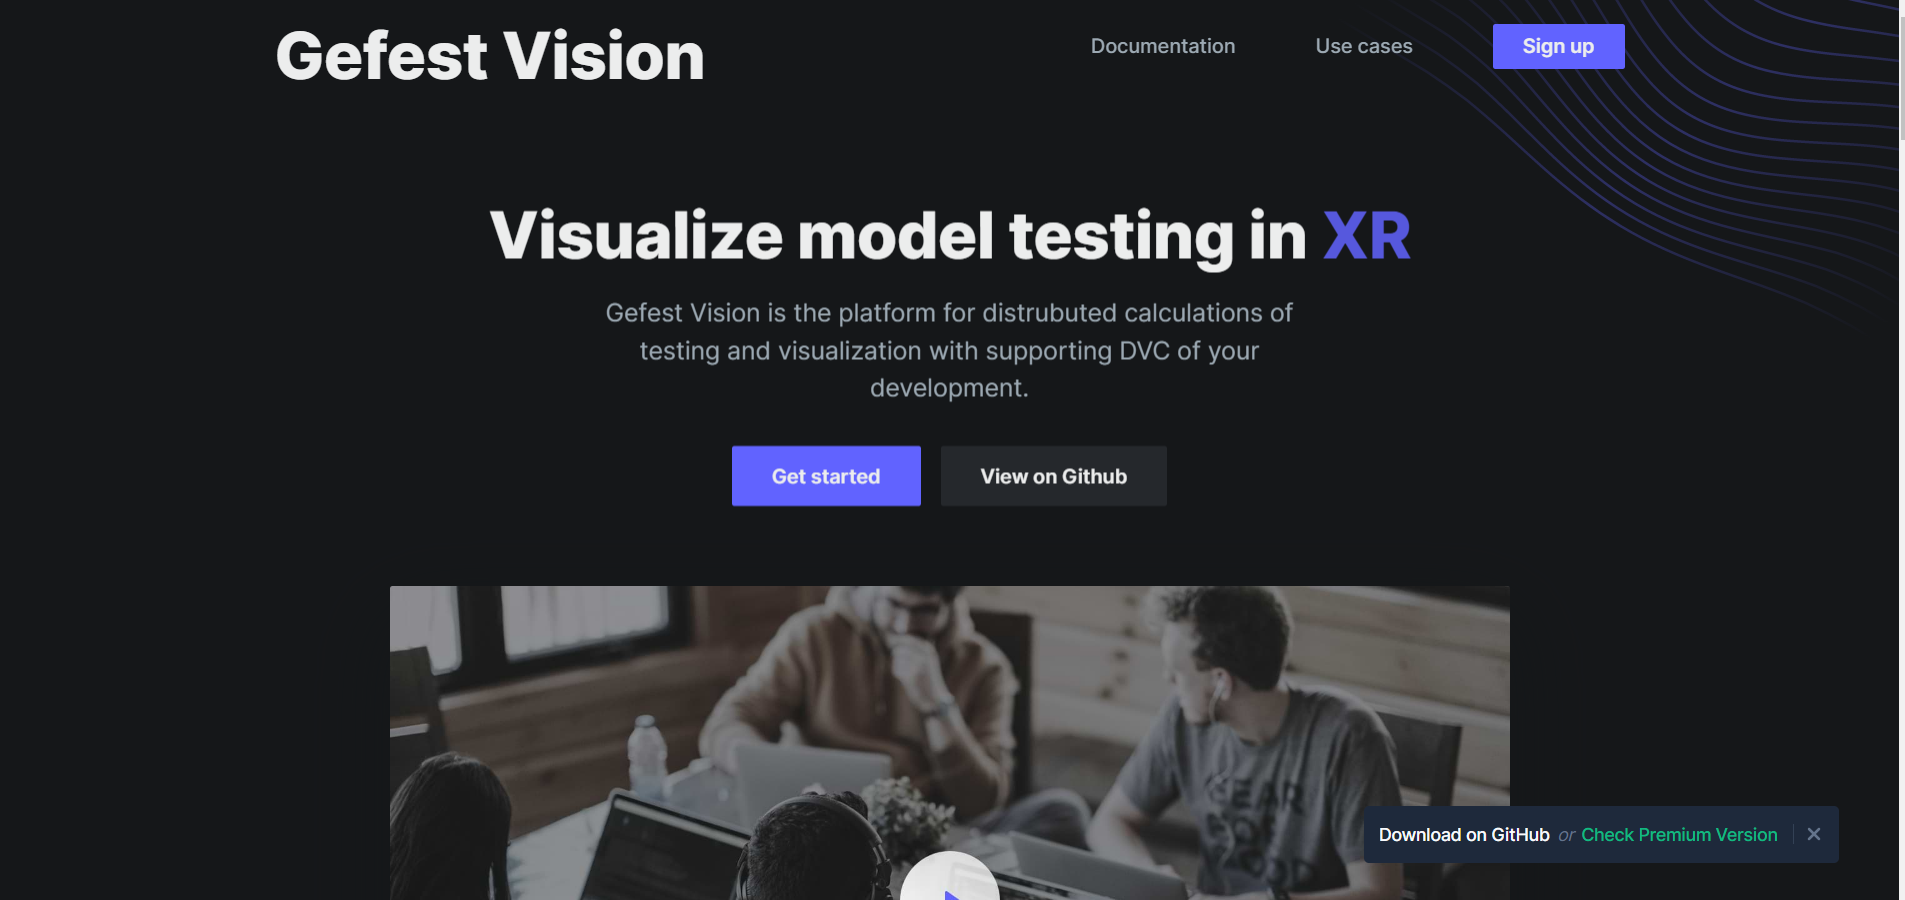 Gefest Vision
Documentation
Use cases
Sign up
Visualize model testing in XR
Gefest Vision is the platform for distrubuted calculations of
testing and visualization with supporting DVC of your
development.
Get started
View on Github
Download on GitHub or Check Premium Version